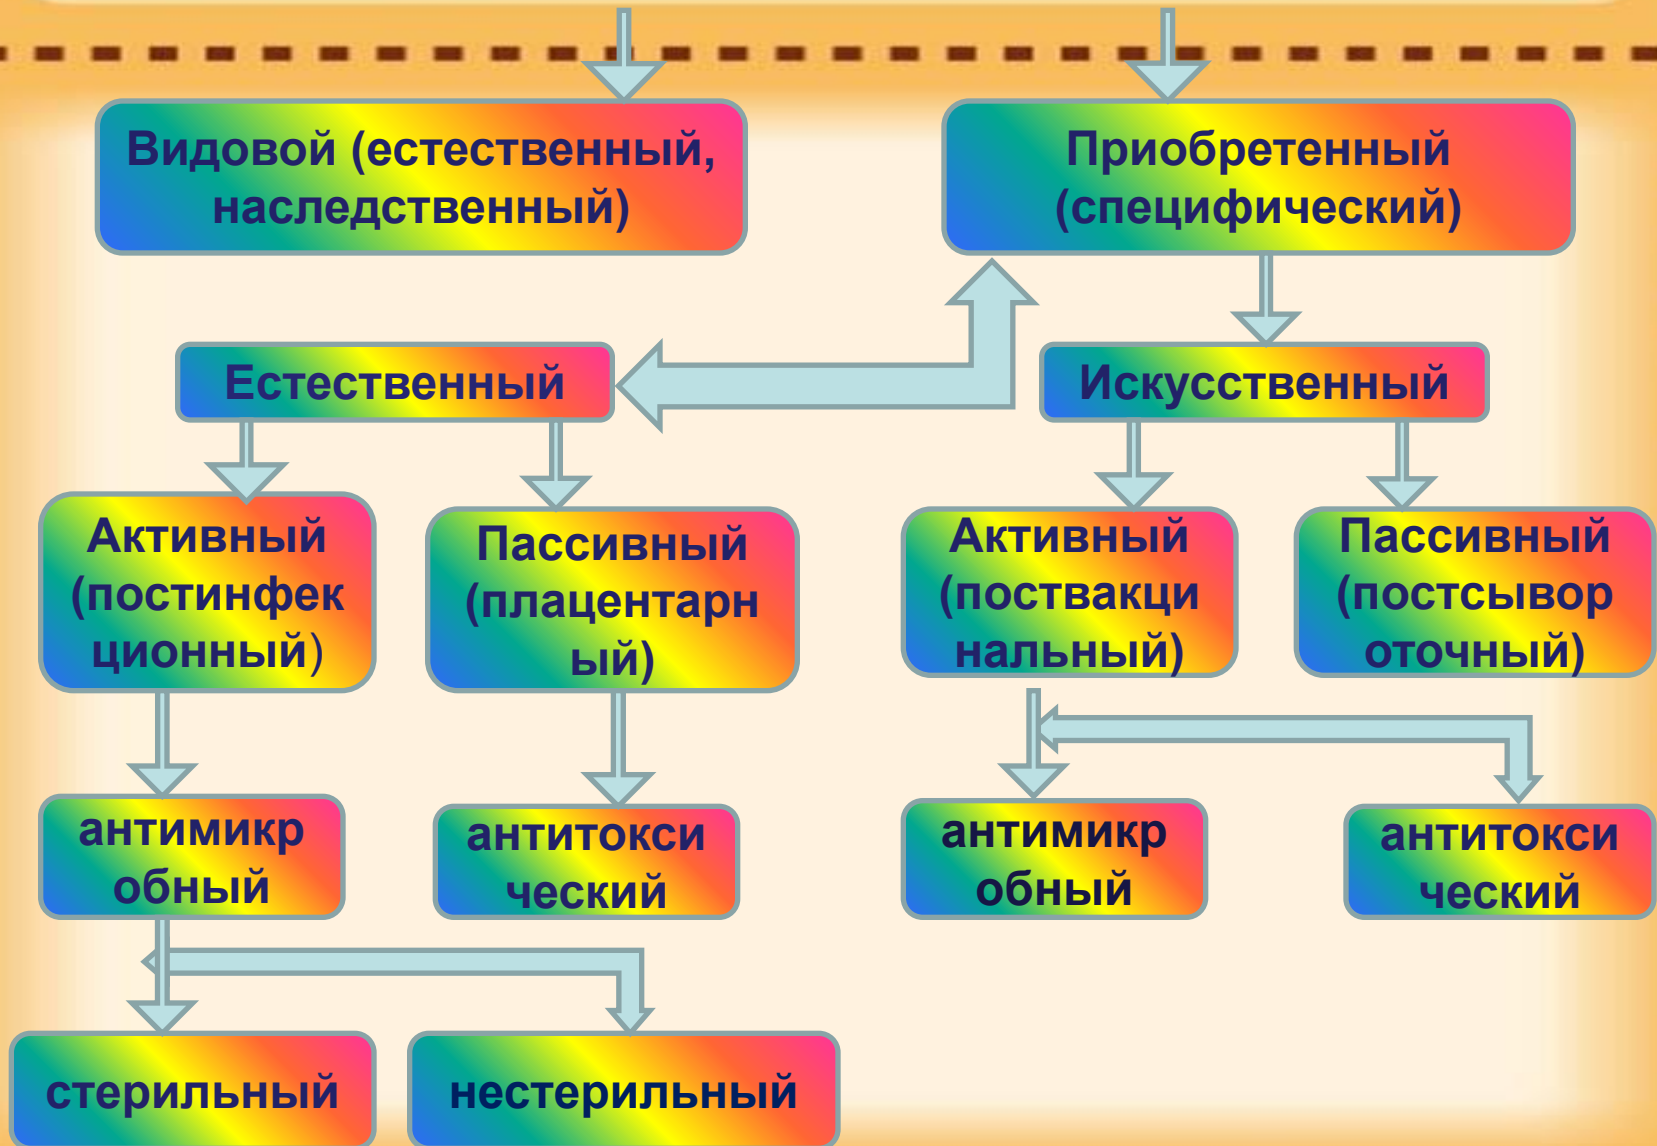 Видовой (естественный,
наследственный)
Приобретенный
(специфический)
Естественный
Искусственный
Активный
(постинфек
ционный)
Пассивный
(плацентарн
ый)
Активный
(поствакци
нальный)
Пассивный
(постсывор
оточный)
антимикр
обный
антитокси
ческий
антимикр
обный
антитокси
ческий
стерильный
нестерильный